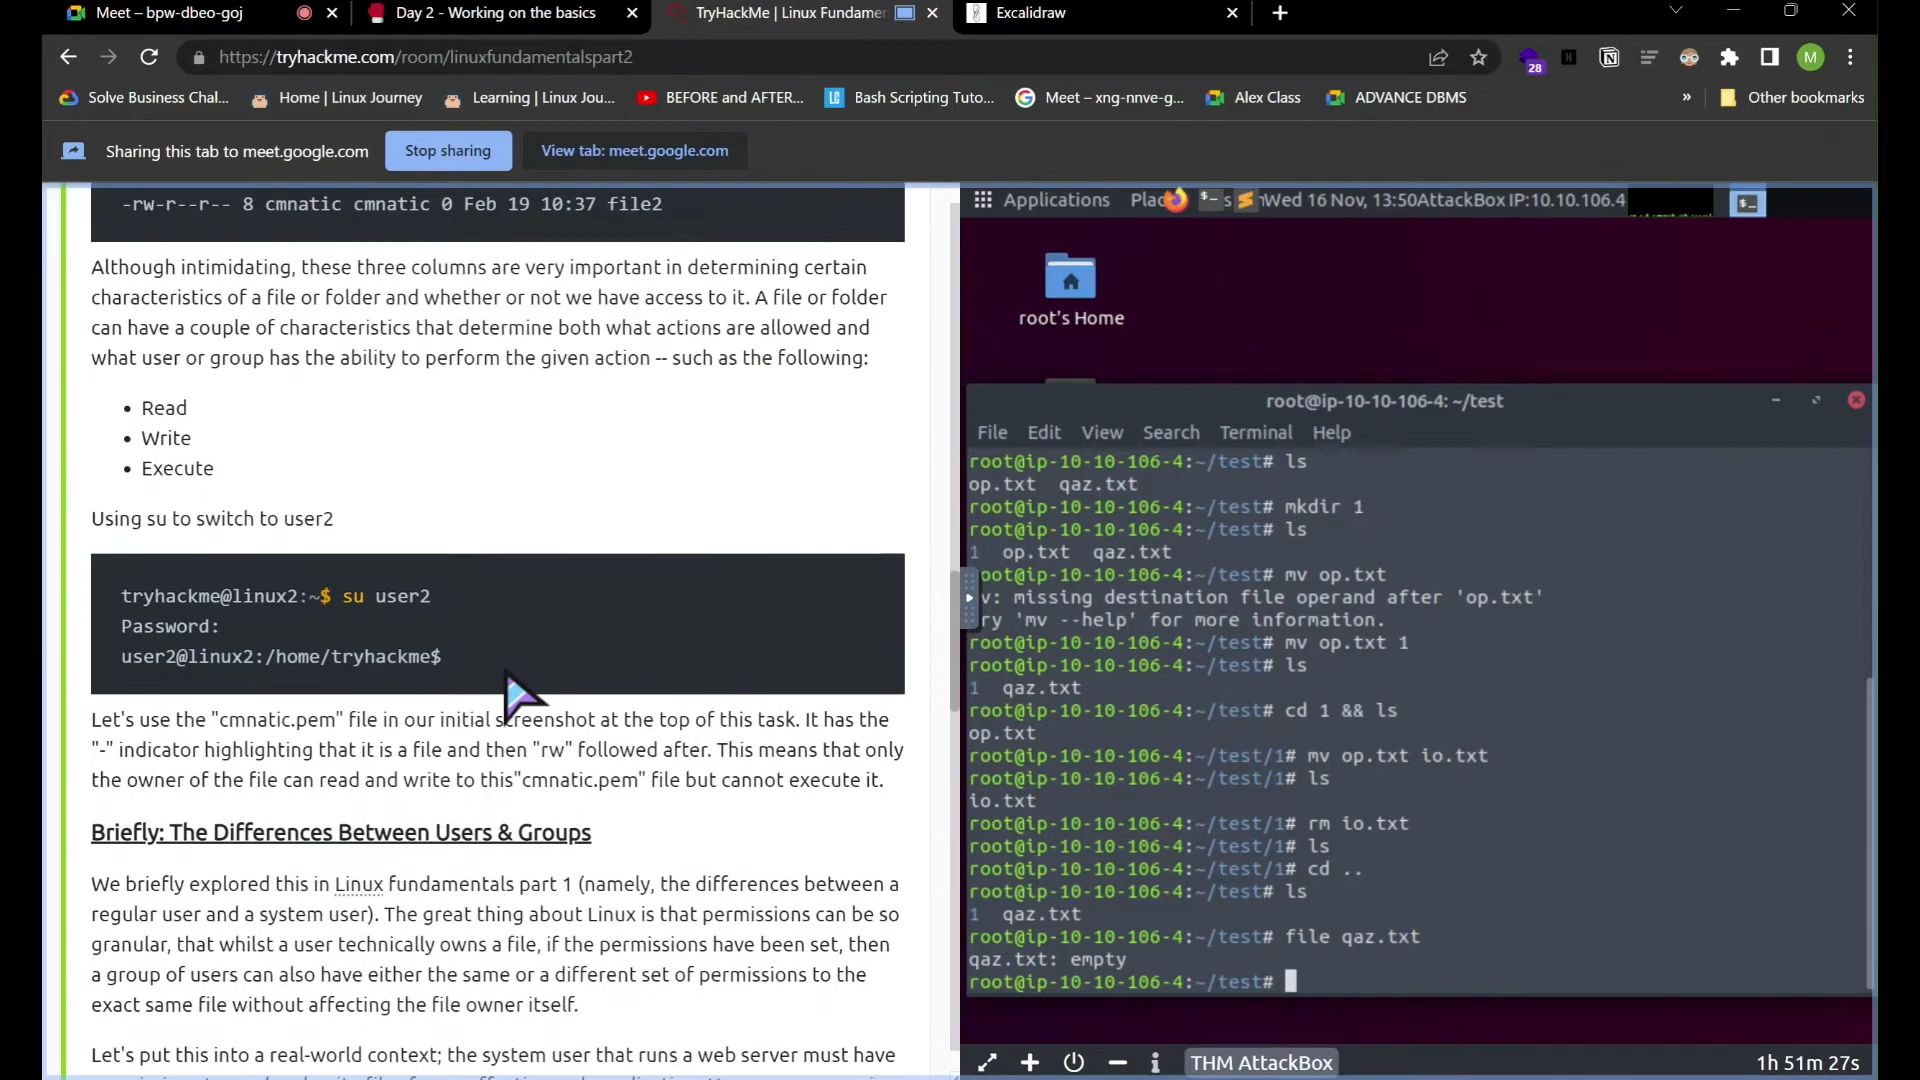 Meet – bpw-dbeo-goj
Day 2 - Working on the basics
TryHackMe | Linux Fundamer
Excalidraw
https://tryhackme.com/room/linuxfundamentalspart2
28
M
Solve Business Chal...
Home | Linux Journey
Learning | Linux Jou...
BEFORE and AFTER...
Bash Scripting Tuto...
Meet – xng-nnve-g...
Alex Class
ADVANCE DBMS
»
Other bookmarks
Sharing this tab to meet.google.com
Stop sharing
View tab: meet.google.com
-rw-r--r-- 8 cmnatic cmnatic 0 Feb 19 10:37 file2
Although intimidating, these three columns are very important in determining certain
characteristics of a file or folder and whether or not we have access to it. A file or folder
can have a couple of characteristics that determine both what actions are allowed and
what user or group has the ability to perform the given action -- such as the following:
• Read
• Write
• Execute
Using su to switch to user2
tryhackme@linux2:~$ su user2
Password:
user2@linux2:/home/tryhackme$
Let's use the "cmnatic.pem" file in our initial screenshot at the top of this task. It has the
"-" indicator highlighting that it is a file and then "rw" followed after. This means that only
the owner of the file can read and write to this"cmnatic.pem" file but cannot execute it.
Briefly: The Differences Between Users & Groups
We briefly explored this in Linux fundamentals part 1 (namely, the differences between a
regular user and a system user). The great thing about Linux is that permissions can be so
granular, that whilst a user technically owns a file, if the permissions have been set, then
a group of users can also have either the same or a different set of permissions to the
exact same file without affecting the file owner itself.
Let's put this into a real-world context; the system user that runs a web server must have
Applications Plac s Wed 16 Nov, 13:50AttackBox IP:10.10.106.4
root's Home
root@ip-10-10-106-4: ~/test
File Edit View Search Terminal Help
root@ip-10-10-106-4:~/test# ls
op.txt qaz.txt
root@ip-10-10-106-4:~/test# mkdir 1
root@ip-10-10-106-4:~/test# ls
1 op.txt qaz.txt
oot@ip-10-10-106-4:~/test# mv op.txt
v: missing destination file operand after 'op.txt'
ry 'mv --help' for more information.
root@ip-10-10-106-4:~/test# mv op.txt 1
root@ip-10-10-106-4:~/test# ls
1 qaz.txt
root@ip-10-10-106-4:~/test# cd 1 && ls
op.txt
root@ip-10-10-106-4:~/test/1# mv op.txt io.txt
root@ip-10-10-106-4:~/test/1# ls
io.txt
root@ip-10-10-106-4:~/test/1# rm io.txt
root@ip-10-10-106-4:~/test/1# ls
root@ip-10-10-106-4:~/test/1# cd ..
root@ip-10-10-106-4:~/test# ls
1 qaz.txt
root@ip-10-10-106-4:~/test# file qaz.txt
qaz.txt: empty
root@ip-10-10-106-4:~/test#
THM AttackBox
1h 51m 27s